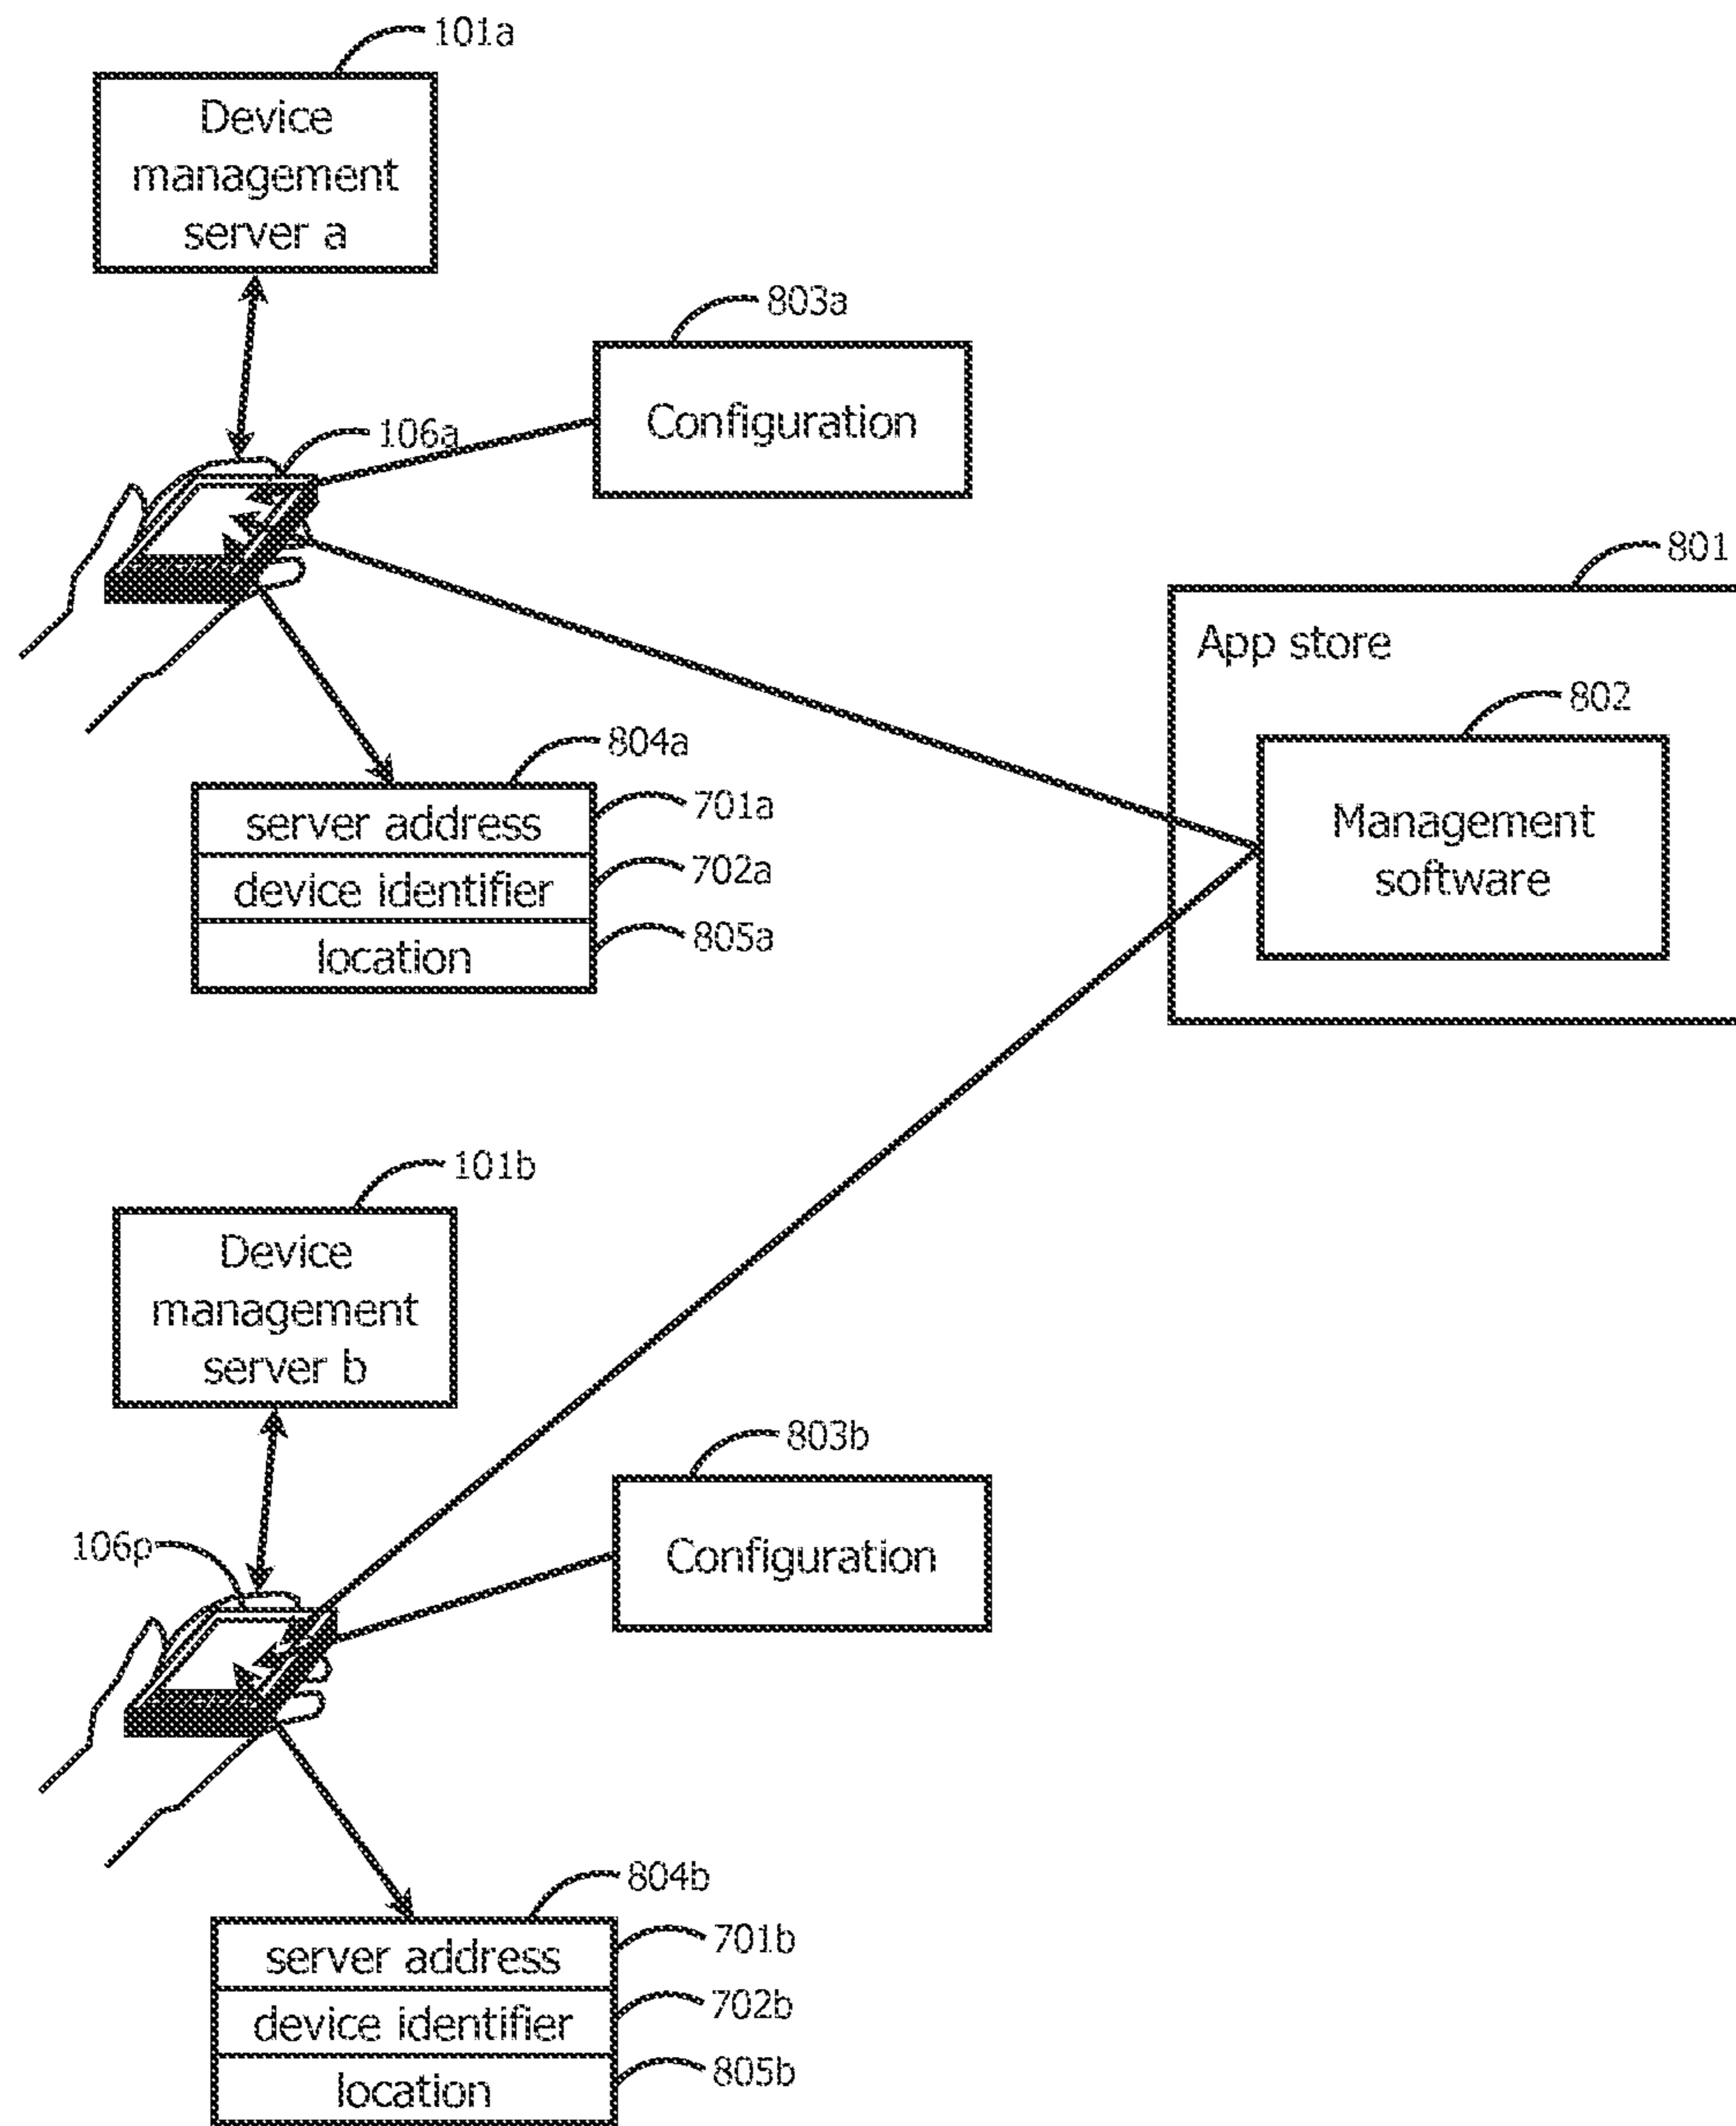 101a
Device
management
server a
803a
Configuration
106a
801
App store
802
Management
software
804a
server address
701a
device identifier
702a
location
805a
101b
Device
management
server b
803b
Configuration
106p
804b
server address
701b
device identifier
702b
location
805b